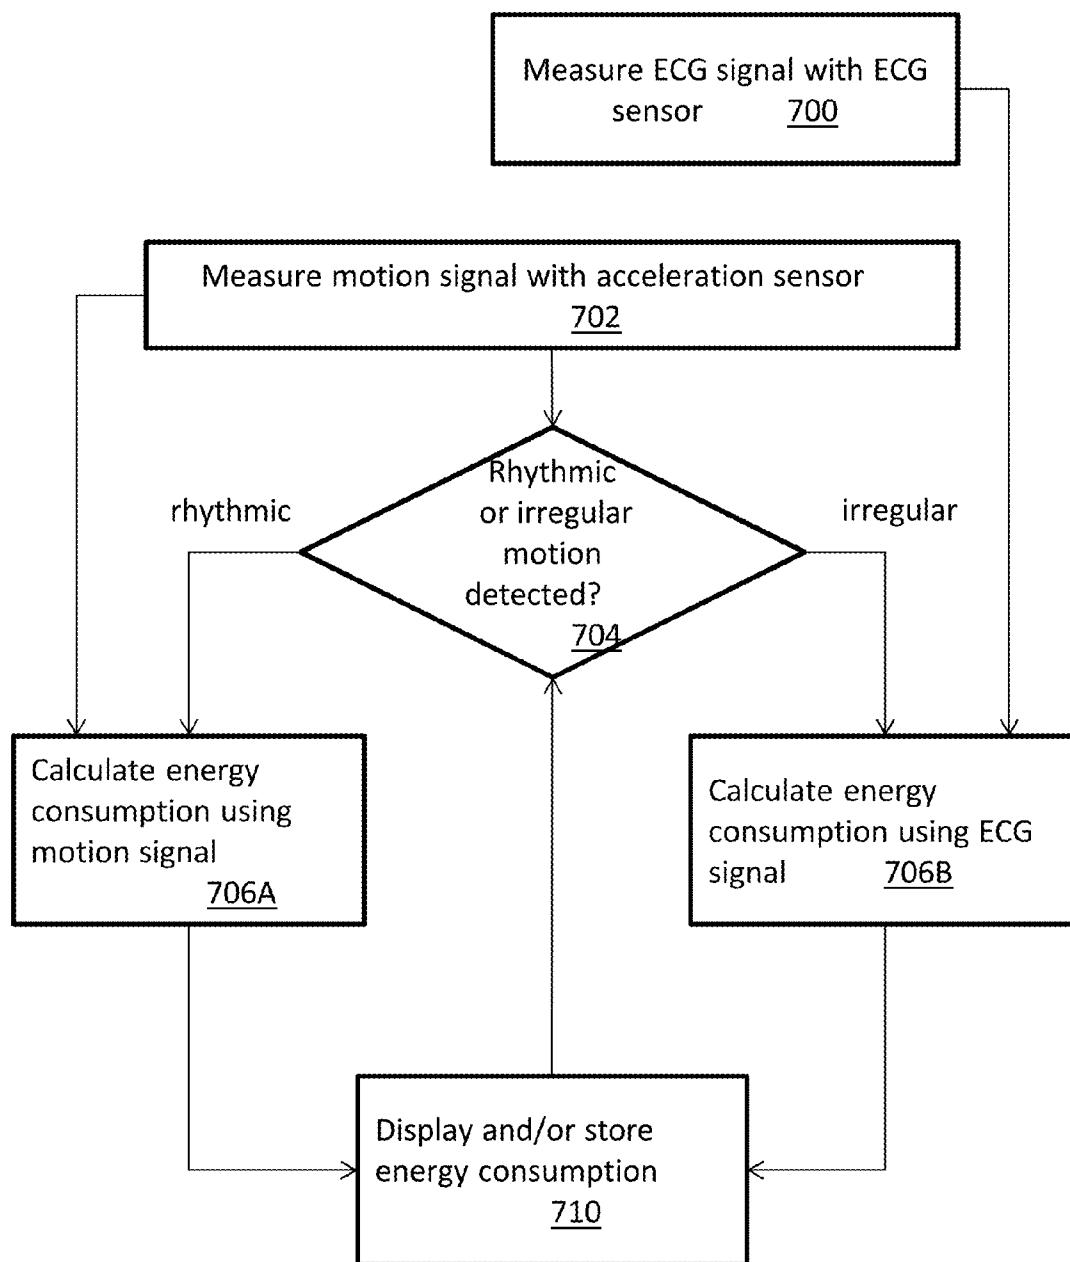 Measure ECG signal with ECG
sensor 700
Measure motion signal with acceleration sensor
702
rhythmic
Rhythmic
or irregular
motion
detected?
704
irregular
Calculate energy
consumption using
motion signal
706A
Calculate energy
consumption using ECG
signal 706B
Display and/or store
energy consumption
710